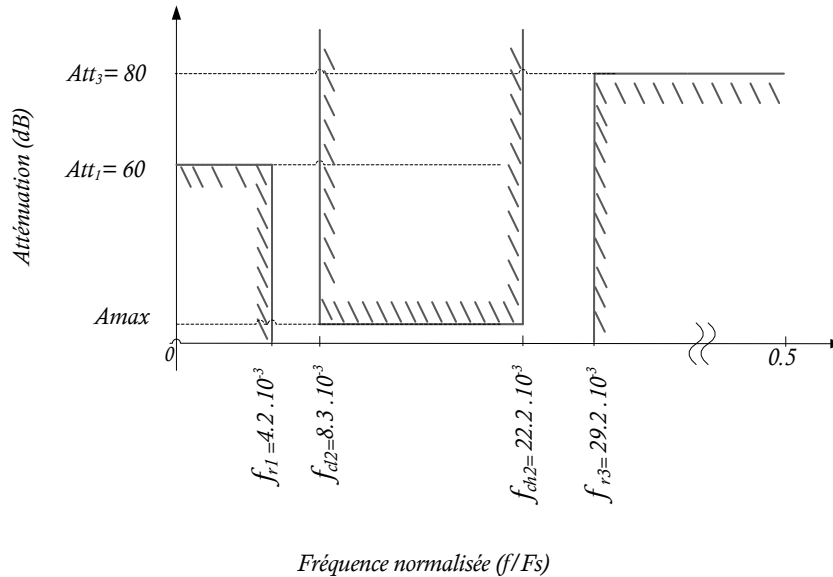 Atténuation (dB)
Att₃= 80
Att₁= 60
Amax
0
0.5
f_r1 =4.2 .10⁻³
f_cl2=8.3 .10⁻³
f_ch2= 22.2 .10⁻³
f_r3= 29.2 .10⁻³
Fréquence normalisée (f/Fs)